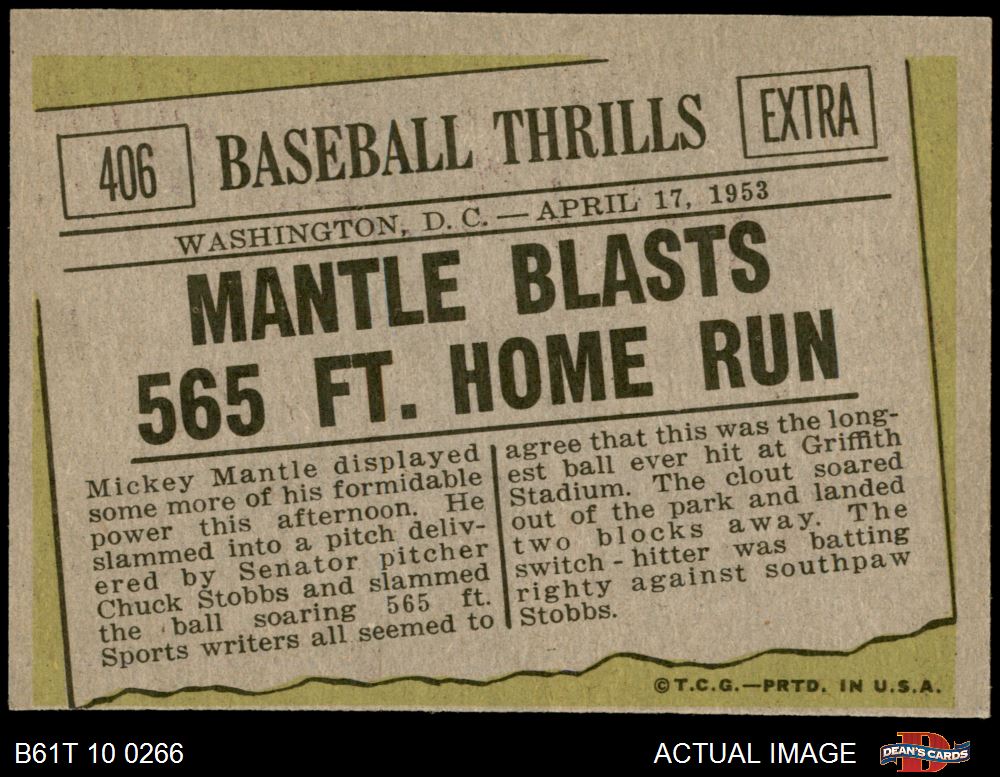 406
BASEBALL THRILLS
EXTRA
WASHINGTON, D. C. — APRIL 17, 1953
MANTLE BLASTS
565 FT. HOME RUN
Mickey Mantle displayed
some more of his formidable
power this afternoon. He
slammed into a pitch deliv-
ered by Senator pitcher
Chuck Stobbs and slammed
the ball soaring 565 ft.
Sports writers all seemed to
agree that this was the long-
est ball ever hit at Griffith
Stadium. The clout soared
out of the park and landed
two blocks away. The
switch - hitter was batting
righty against southpaw
Stobbs.
©T.C.G.—PRTD. IN U.S.A.
B61T 10 0266
ACTUAL IMAGE
DEAN'S CARDS